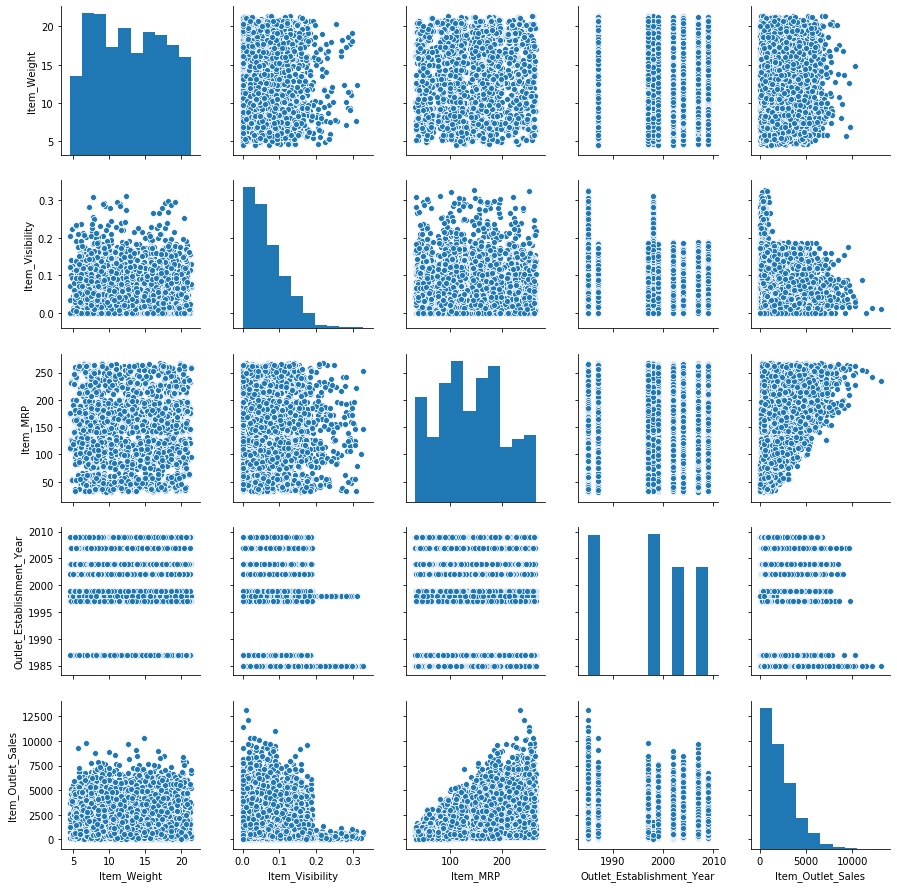 Item_Weight
20
15
10
5
Item_Visibility
0.3
0.2
0.1
0.0
Item_MRP
250
200
150
100
50
Outlet_Establishment_Year
2010
2005
2000
1995
1990
1985
Item_Outlet_Sales
12500
10000
7500
5000
2500
0
5 10 15 20
0.0 0.1 0.2 0.3
100 200
1990 2000 2010
0 5000 10000
Item_Weight
Item_Visibility
Item_MRP
Outlet_Establishment_Year
Item_Outlet_Sales